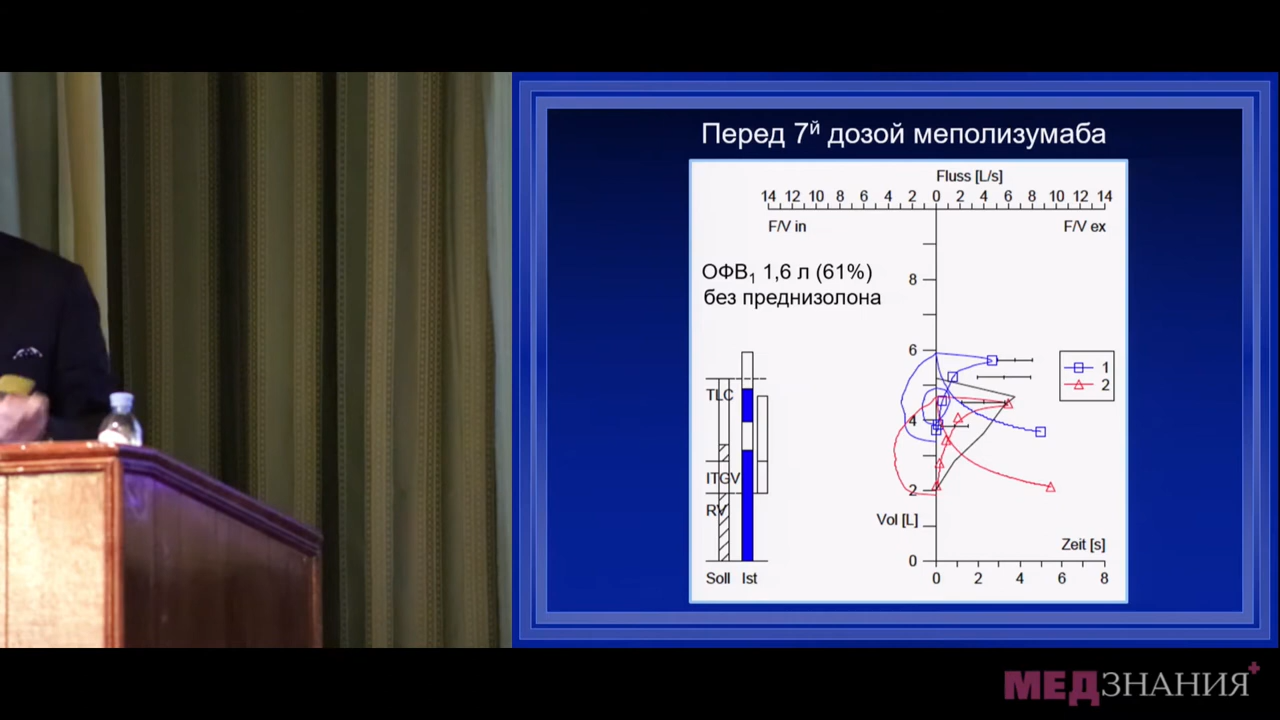 Перед 7й дозой меполизумаба
Fluss [L/s]
14 12 10 8 6 4 2 0 2 4 6 8 10 12 14
F/V in F/V ex
ОФВ1 1,6 л (61%)
без преднизолона
8
6
4
2
0
1
2
TLC
ITGV
RV
Vol [L]
Zeit [s]
Soll Ist
0 2 4 6 8
МЕДЗНАНИЯ+